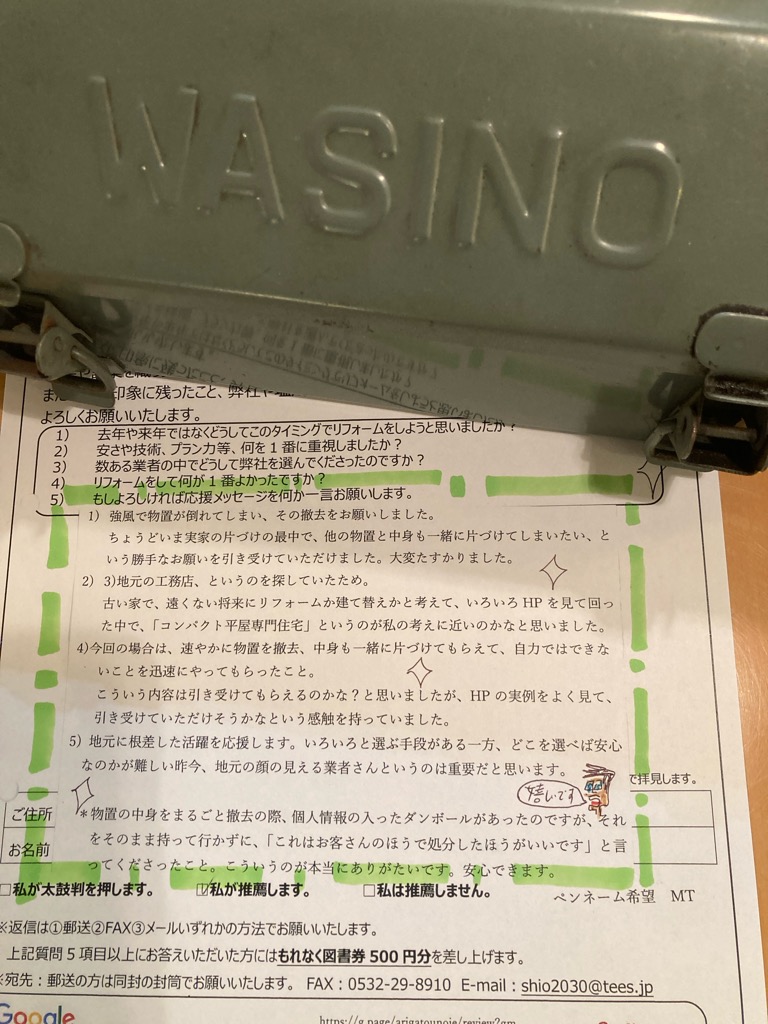 WASINO
印象に残ったこと、弊社や
よろしくお願いいたします。
1) 去年や来年ではなくどうしてこのタイミングでリフォームをしようと思いましたか?
2) 安さや技術、プラン力等、何を1番に重視しましたか?
3) 数ある業者の中でどうして弊社を選んでくださったのですか?
4) リフォームをして何が1番よかったですか?
5) もしよろしければ応援メッセージを何か一言お願いします。
1) 強風で物置が倒れてしまい、その撤去をお願いしました。
ちょうどいま実家の片づけの最中で、他の物置と中身も一緒に片づけてしまいたい、と
いう勝手なお願いを引き受けていただけました。大変たすかりました。
2) 3)地元の工務店、というのを探していたため。
古い家で、遠くない将来にリフォームか建て替えかと考えて、いろいろHPを見て回っ
た中で、「コンパクト平屋専門住宅」というのが私の考えに近いのかなと思いました。
4)今回の場合は、速やかに物置を撤去、中身も一緒に片づけてもらえて、自力ではできな
いことを迅速にやってもらったこと。
こういう内容は引き受けてもらえるのかな?と思いましたが、HPの実例をよく見て、
引き受けていただけそうかなという感触を持っていました。
5) 地元に根差した活躍を応援します。いろいろと選ぶ手段がある一方、どこを選べば安心
なのかが難しい昨今、地元の顔の見える業者さんというのは重要だと思います。
で拝見します。
嬉しいです
ご住所
*物置の中身をまるごと撤去の際、個人情報の入ったダンボールがあったのですが、それ
をそのまま持って行かずに、「これはお客さんのほうで処分したほうがいいです」と言
お名前
ってくださったこと。こういうのが本当にありがたいです。安心できます。
□私が太鼓判を押します。 ☑私が推薦します。 □私は推薦しません。
ペンネーム希望 MT
※返信は①郵送②FAX③メールいずれかの方法でお願いいたします。
上記質問5項目以上にお答えいただいた方にはもれなく図書券500円分を差し上げます。
※宛先:郵送の方は同封の封筒でお願いいたします。 FAX:0532-29-8910 E-mail:shio2030@tees.jp
Google
https://g.page/arigatounoie/review?gm